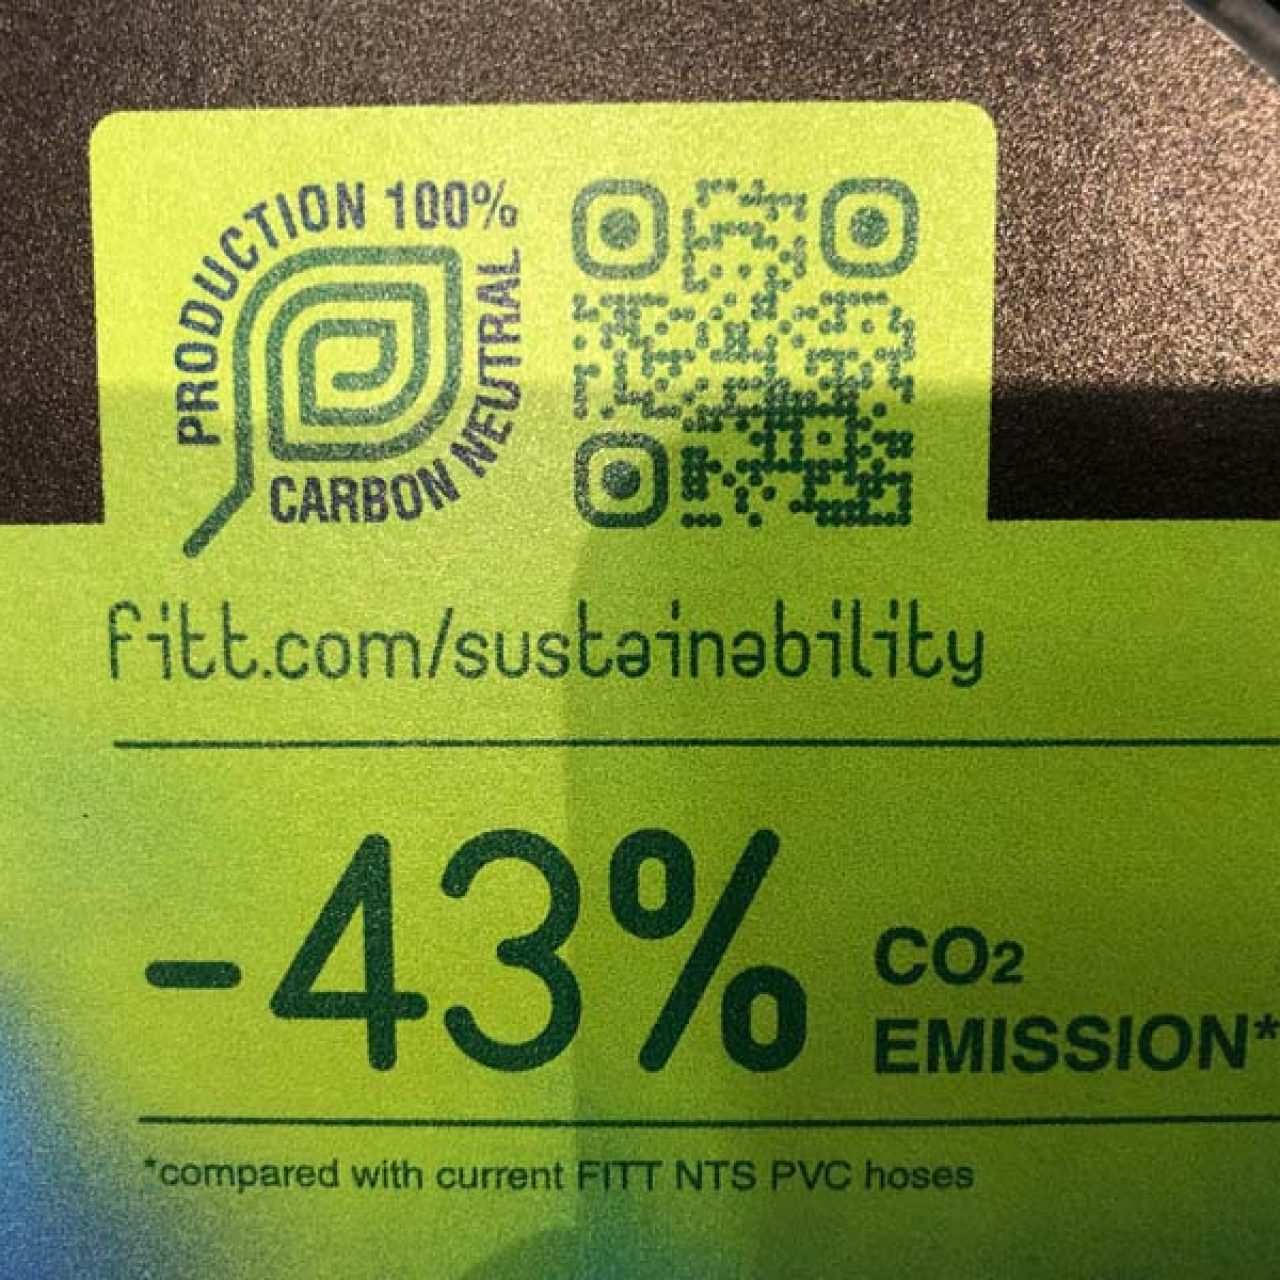 PRODUCTION 100%
CARBON NEUTRAL
fitt.com/sustainability
-43% CO2
EMISSION*
*compared with current FITT NTS PVC hoses